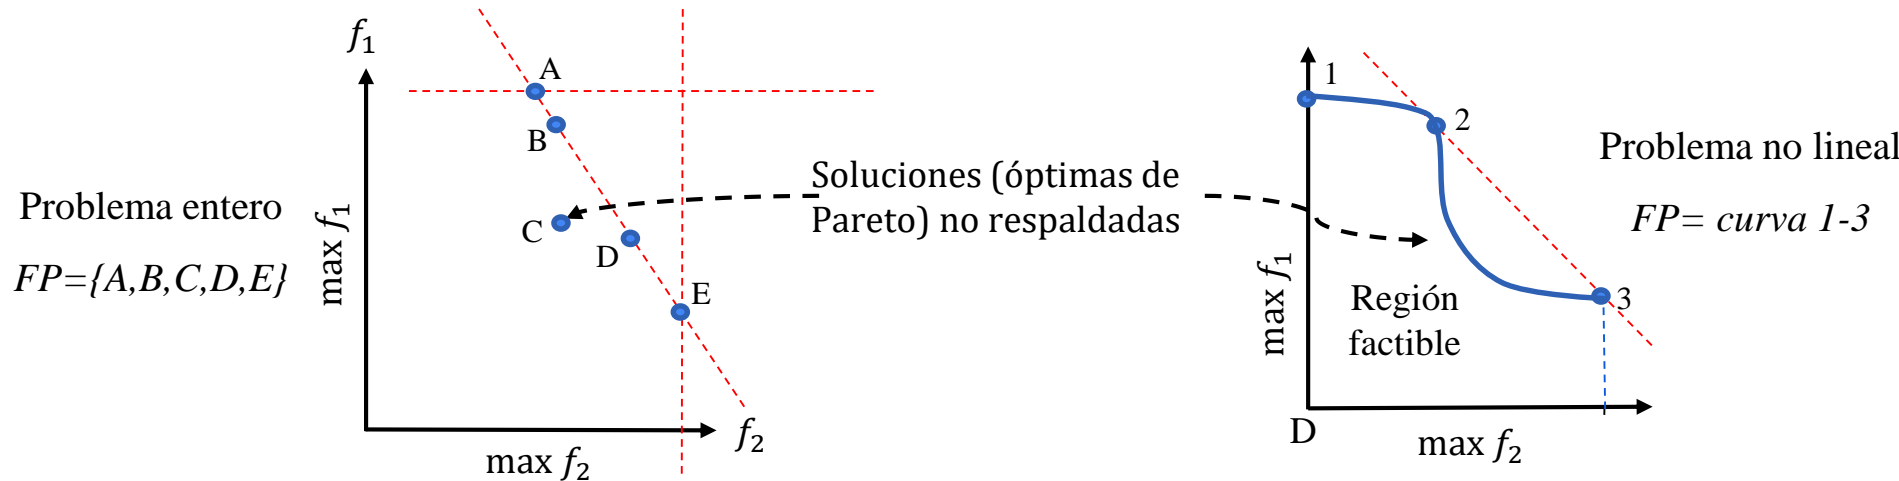 f₁
A
B
C
D
E
max f₁
max f₂
f₂
Problema entero
FP={A,B,C,D,E}
Soluciones (óptimas de
Pareto) no respaldadas
1
2
3
Región
factible
max f₁
D
max f₂
Problema no lineal
FP= curva 1-3